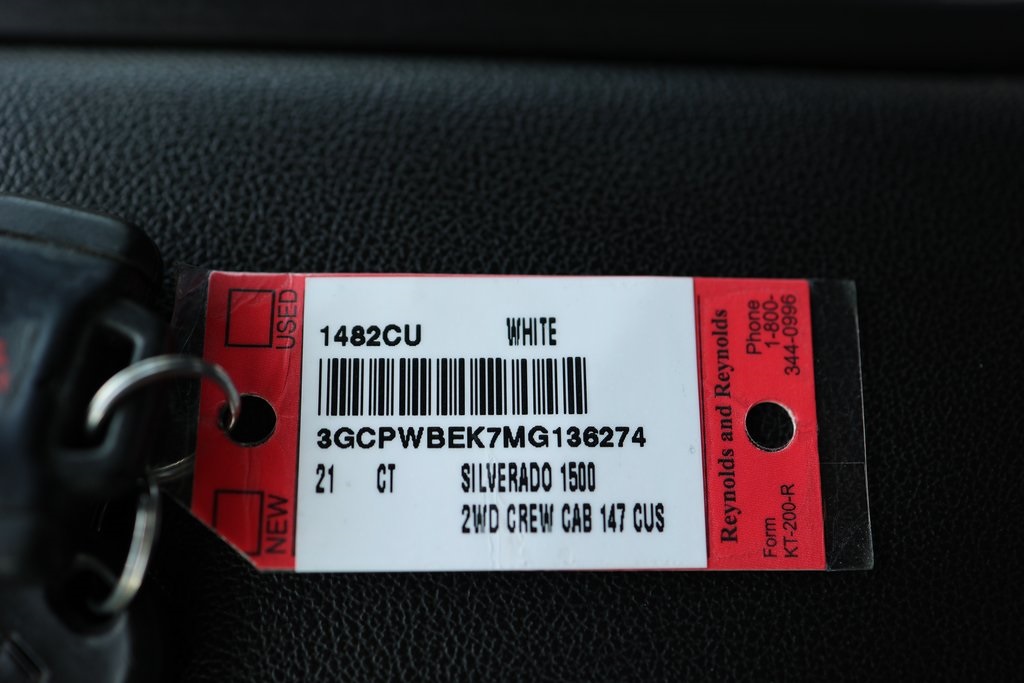 USED
NEW
1482CU WHITE
3GCPWBEK7MG136274
21 CT SILVERADO 1500
2WD CREW CAB 147 CUS
Reynolds and Reynolds
Phone
1-800-
344-0996
Form
KT-200-R